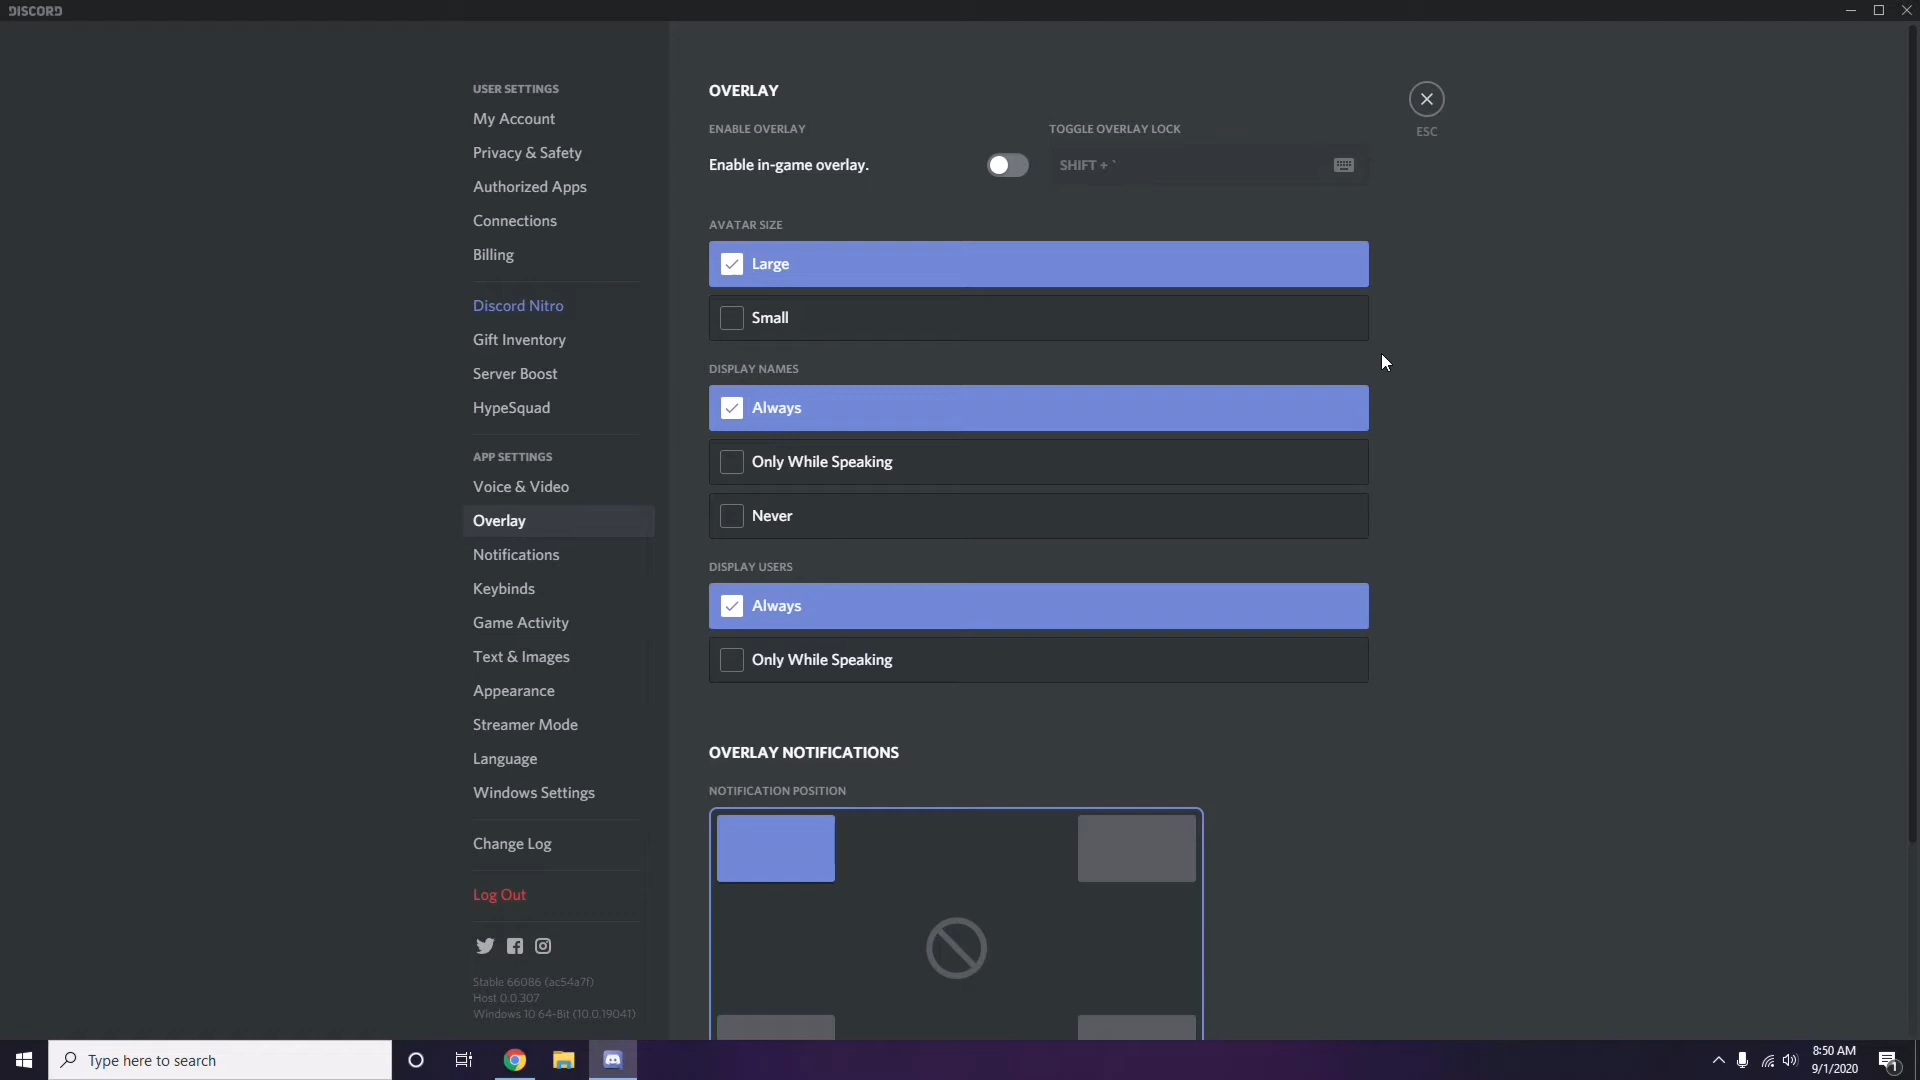 DISCORD
USER SETTINGS
My Account
Privacy & Safety
Authorized Apps
Connections
Billing
Discord Nitro
Gift Inventory
Server Boost
HypeSquad
APP SETTINGS
Voice & Video
Overlay
Notifications
Keybinds
Game Activity
Text & Images
Appearance
Streamer Mode
Language
Windows Settings
Change Log
Log Out
Stable 66086 (ac54a7f)
Host 0.0.307
Windows 10 64-Bit (10.0.19041)
OVERLAY
ENABLE OVERLAY
Enable in-game overlay.
TOGGLE OVERLAY LOCK
SHIFT + `
ESC
AVATAR SIZE
Large
Small
DISPLAY NAMES
Always
Only While Speaking
Never
DISPLAY USERS
Always
Only While Speaking
OVERLAY NOTIFICATIONS
NOTIFICATION POSITION
Type here to search
8:50 AM
9/1/2020
1